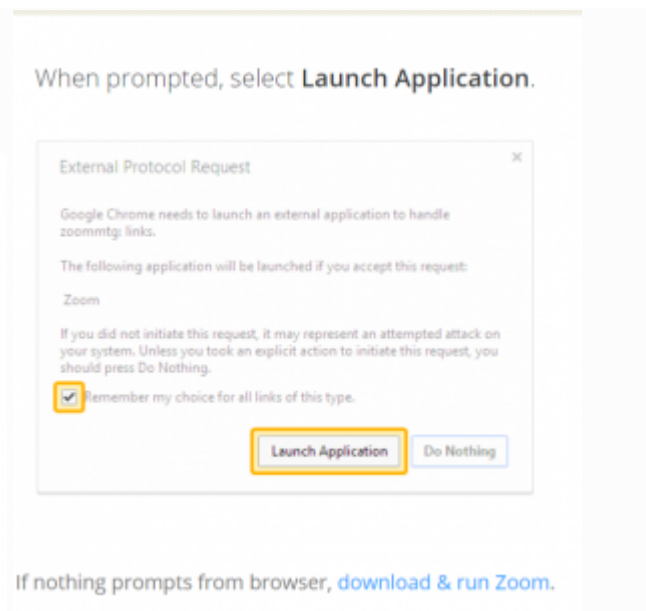 When prompted, select Launch Application.
External Protocol Request
×
Google Chrome needs to launch an external application to handle
zoommtg: links.
The following application will be launched if you accept this request:
Zoom
If you did not initiate this request, it may represent an attempted attack on
your system. Unless you took an explicit action to initiate this request, you
should press Do Nothing.
Remember my choice for all links of this type.
Launch Application Do Nothing
If nothing prompts from browser, download & run Zoom.